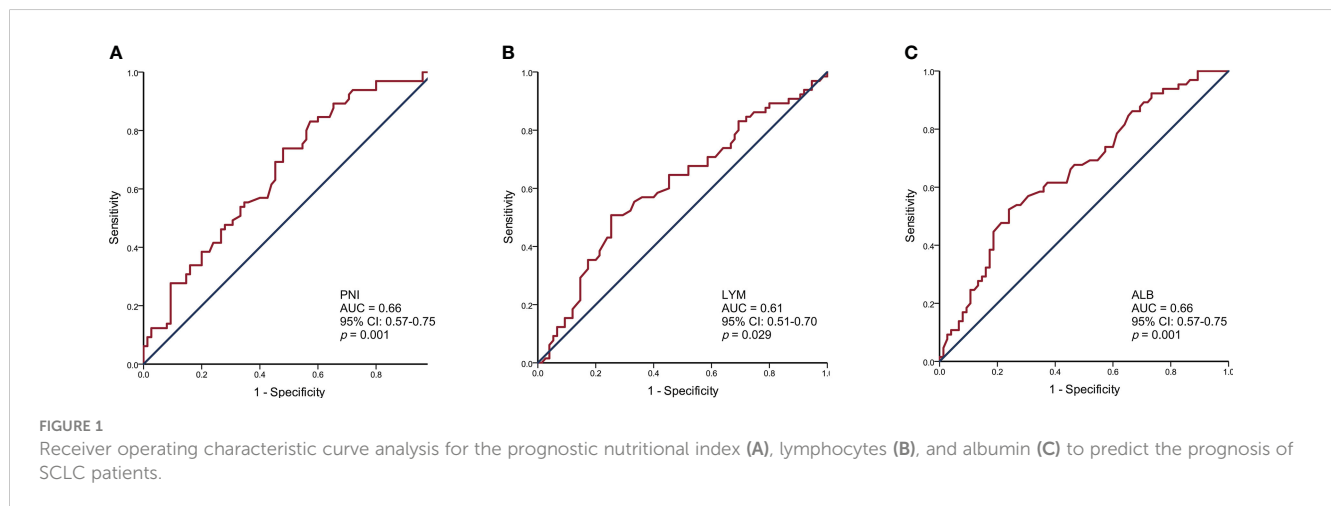 A
B
C
1.0
0.8
0.6
0.4
0.2
0.0
Sensitivity
0.0
0.2
0.4
0.6
0.8
1 - Specificity
PNI
AUC = 0.66
95% CI: 0.57-0.75
p = 0.001
1.0
0.8
0.6
0.4
0.2
0.0
Sensitivity
0.0
0.2
0.4
0.6
0.8
1.0
1 - Specificity
LYM
AUC = 0.61
95% CI: 0.51-0.70
p = 0.029
1.0
0.8
0.6
0.4
0.2
0.0
Sensitivity
0.0
0.2
0.4
0.6
0.8
1.0
1 - Specificity
ALB
AUC = 0.66
95% CI: 0.57-0.75
p = 0.001
FIGURE 1
Receiver operating characteristic curve analysis for the prognostic nutritional index (A), lymphocytes (B), and albumin (C) to predict the prognosis of
SCLC patients.